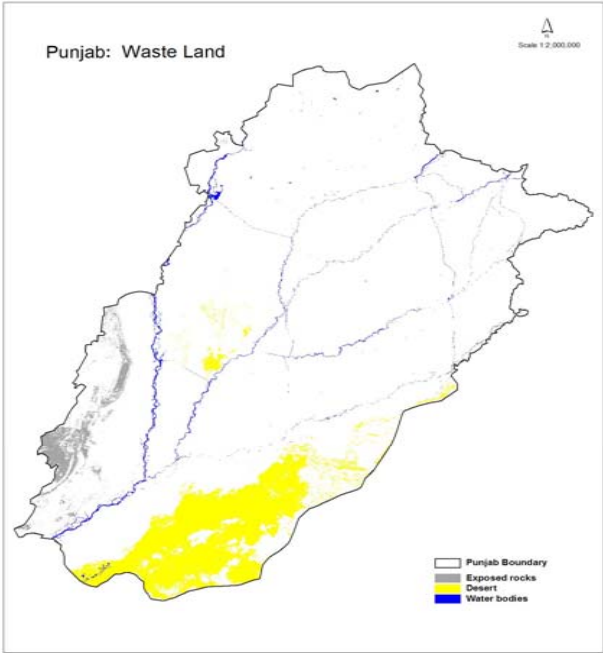 Punjab: Waste Land
N
Scale 1:2,000,000
Punjab Boundary
Exposed rocks
Desert
Water bodies